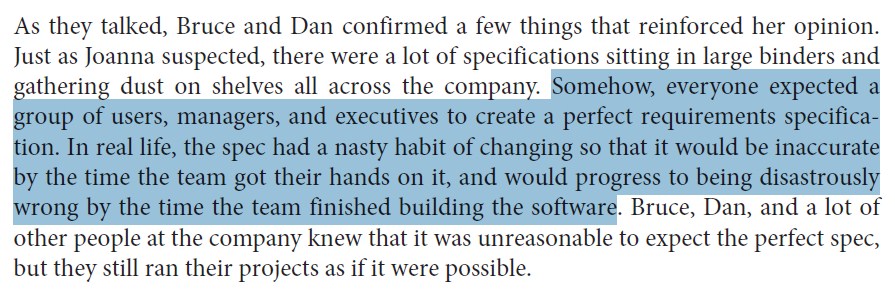 As they talked, Bruce and Dan confirmed a few things that reinforced her opinion.
Just as Joanna suspected, there were a lot of specifications sitting in large binders and
gathering dust on shelves all across the company. Somehow, everyone expected a
group of users, managers, and executives to create a perfect requirements specifica-
tion. In real life, the spec had a nasty habit of changing so that it would be inaccurate
by the time the team got their hands on it, and would progress to being disastrously
wrong by the time the team finished building the software. Bruce, Dan, and a lot of
other people at the company knew that it was unreasonable to expect the perfect spec,
but they still ran their projects as if it were possible.